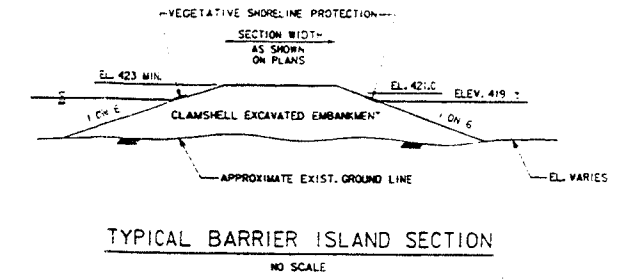 VEGETATIVE SHORELINE PROTECTION
SECTION WIDTH
AS SHOWN
ON PLANS
EL. 423 MIN.
EL. 421.0
ELEV. 419
1 ON 6
CLAMSHELL EXCAVATED EMBANKMENT
1 ON 6
APPROXIMATE EXIST. GROUND LINE
EL. VARIES
TYPICAL BARRIER ISLAND SECTION
NO SCALE